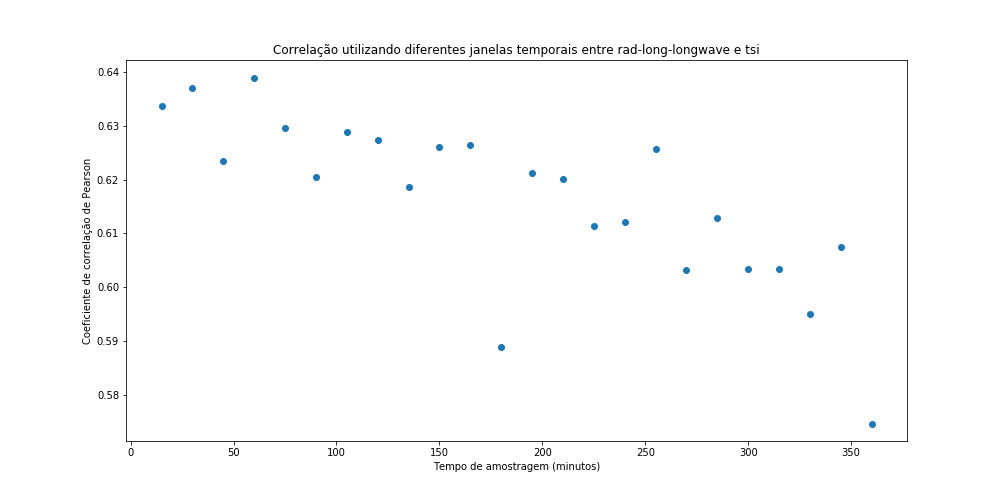 Correlação utilizando diferentes janelas temporais entre rad-long-longwave e tsi
Coeficiente de correlação de Pearson
0.64
0.63
0.62
0.61
0.60
0.59
0.58
0 50 100 150 200 250 300 350
Tempo de amostragem (minutos)